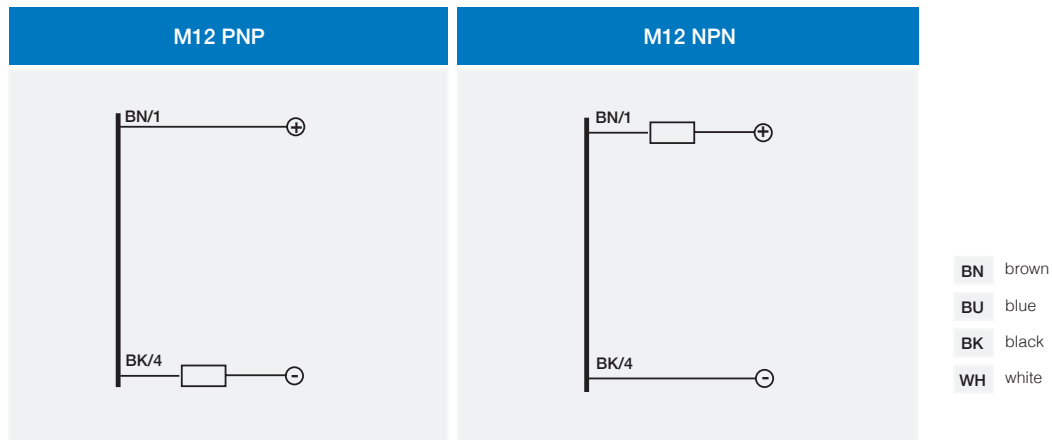 M12 PNP
BN/1
+
BK/4
-
M12 NPN
BN/1
+
BK/4
-
BN brown
BU blue
BK black
WH white